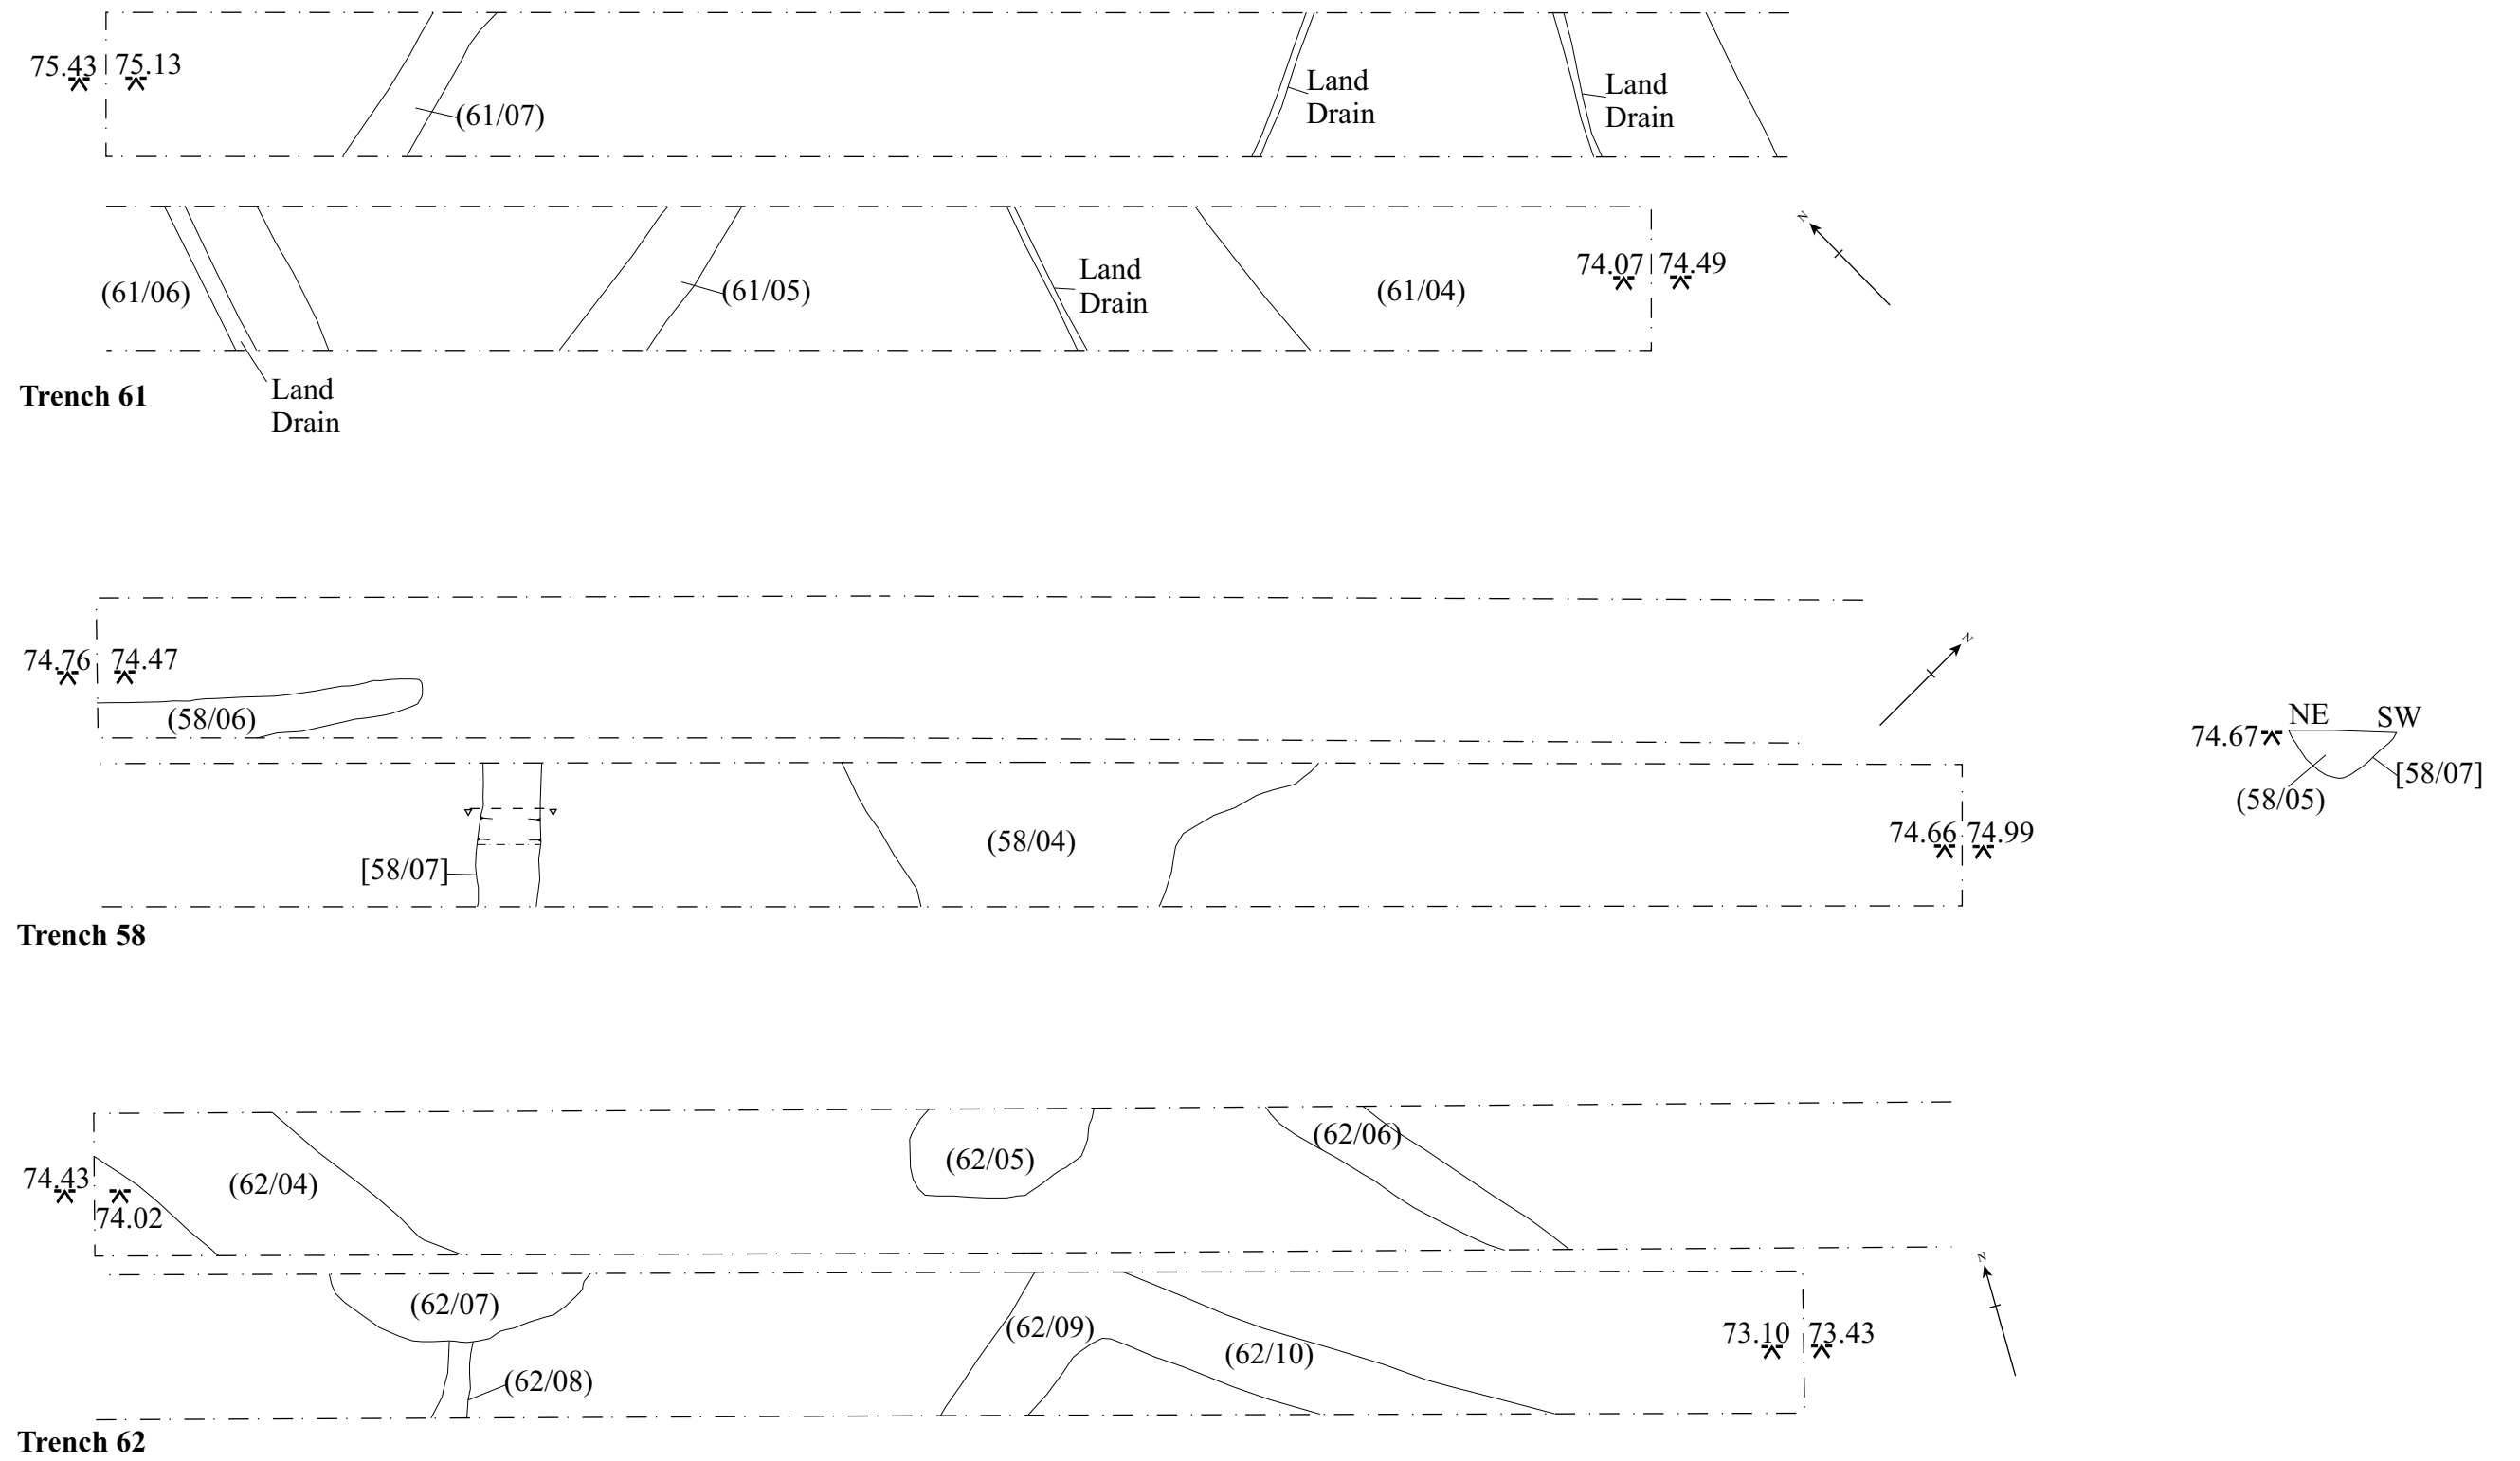 75.43 75.13
(61/07)
Land
Drain
Land
Drain
(61/06)
(61/05)
Land
Drain
(61/04)
74.07 74.49
N
Land
Drain
Trench 61
74.76 74.47
(58/06)
N
[58/07]
(58/04)
74.66 74.99
Trench 58
NE SW
74.67
(58/05)
[58/07]
74.43
74.02
(62/04)
(62/05)
(62/06)
(62/07)
(62/08)
(62/09)
(62/10)
73.10 73.43
N
Trench 62